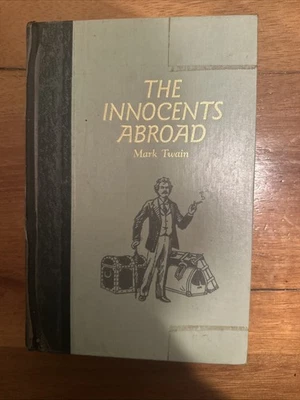 THE
INNOCENTS
ABROAD
Mark Twain